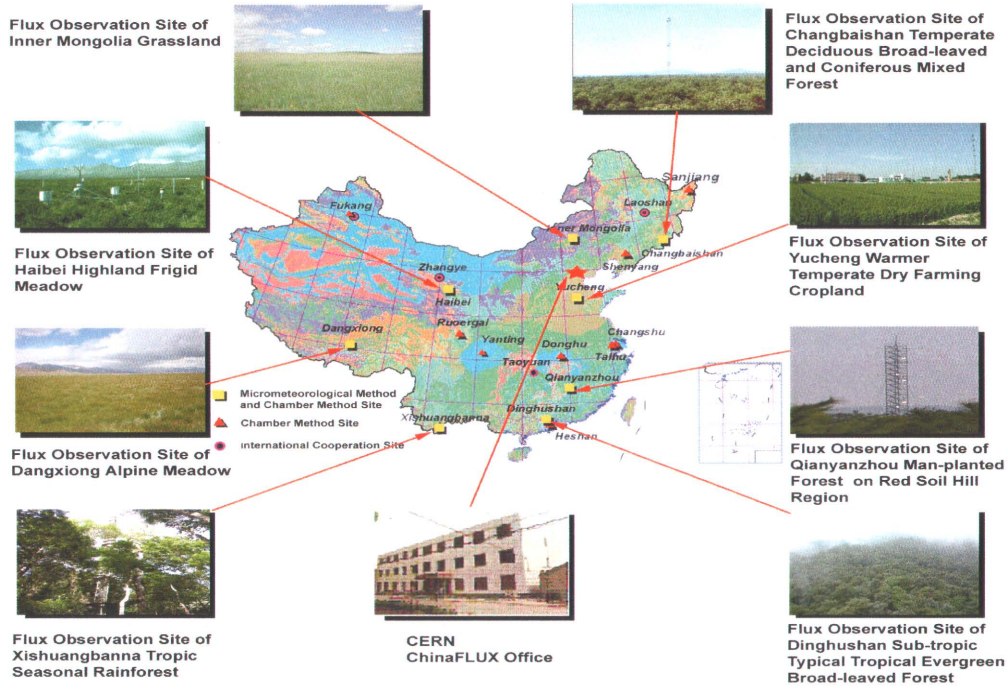 Flux Observation Site of
Inner Mongolia Grassland
Flux Observation Site of
Changbaishan Temperate
Deciduous Broad-leaved
and Coniferous Mixed
Forest
Flux Observation Site of
Haibei Highland Frigid
Meadow
Flux Observation Site of
Yucheng Warmer
Temperate Dry Farming
Cropland
Sanjiang
Laoshan
Fukang
Inner Mongolia
Changbaishan
Shenyang
Zhangye
Haibei
Yucheng
Ruoergai
Dangxiong
Yanting
Donghu
Changshu
Taihu
Taoyuan
Qianyanzhou
Dinghushan
Xishuangbanna
Heshan
Micrometeorological Method
and Chamber Method Site
Chamber Method Site
International Cooperation Site
Flux Observation Site of
Dangxiong Alpine Meadow
Flux Observation Site of
Qianyanzhou Man-planted
Forest on Red Soil Hill
Region
Flux Observation Site of
Xishuangbanna Tropic
Seasonal Rainforest
CERN
ChinaFLUX Office
Flux Observation Site of
Dinghushan Sub-tropic
Typical Tropical Evergreen
Broad-leaved Forest